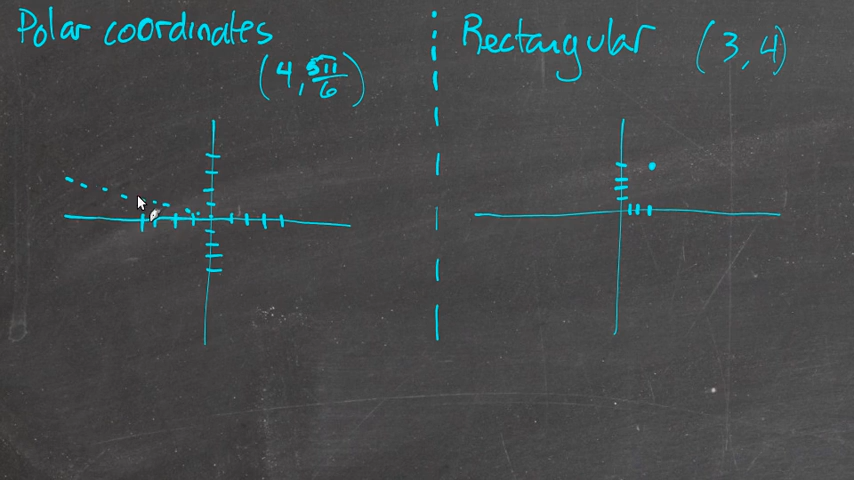 Polar coordinates
(4, 5π/6)
Rectangular (3, 4)